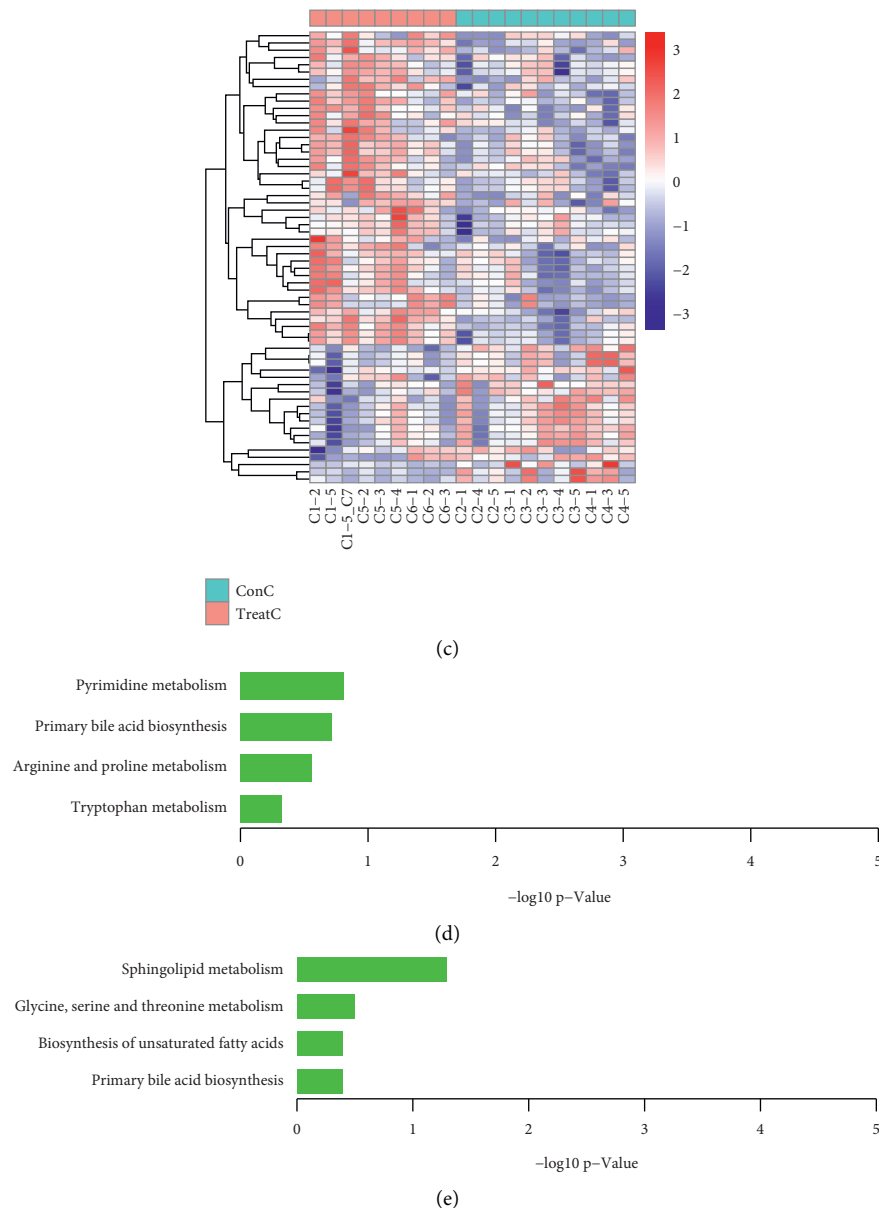 3
2
1
0
−1
−2
−3
C1−2
C1−5
C1−5_C7
C5−2
C5−3
C5−4
C6−1
C6−2
C6−3
C2−1
C2−4
C2−5
C3−1
C3−2
C3−3
C3−4
C3−5
C4−1
C4−3
C4−5
ConC
TreatC
(c)
Pyrimidine metabolism
Primary bile acid biosynthesis
Arginine and proline metabolism
Tryptophan metabolism
0 1 2 3 4 5
−log10 p−Value
(d)
Sphingolipid metabolism
Glycine, serine and threonine metabolism
Biosynthesis of unsaturated fatty acids
Primary bile acid biosynthesis
0 1 2 3 4 5
−log10 p−Value
(e)